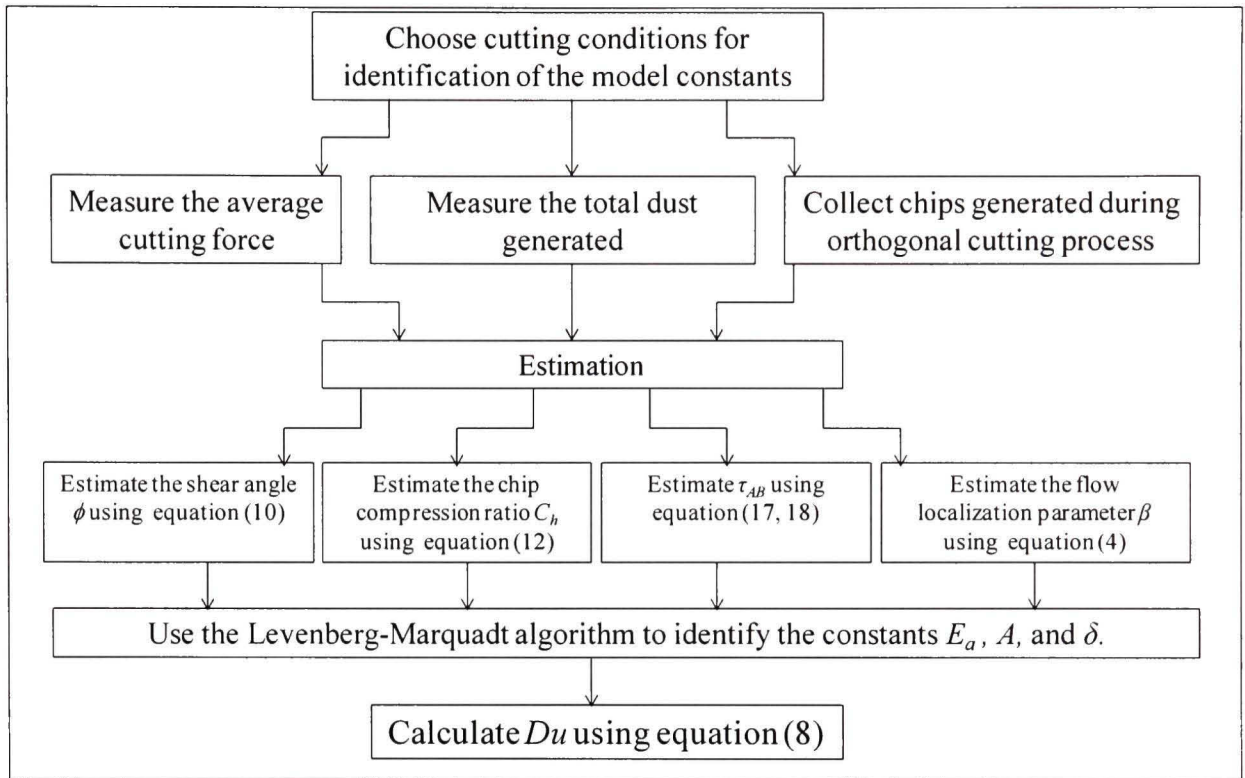 Choose cutting conditions for
identification of the model constants
Measure the average
cutting force
Measure the total dust
generated
Collect chips generated during
orthogonal cutting process
Estimation
Estimate the shear angle
ϕ using equation (10)
Estimate the chip
compression ratio C_h
using equation (12)
Estimate τ_AB using
equation (17, 18)
Estimate the flow
localization parameter β
using equation (4)
Use the Levenberg-Marquadt algorithm to identify the constants E_a , A, and δ.
Calculate Du using equation (8)